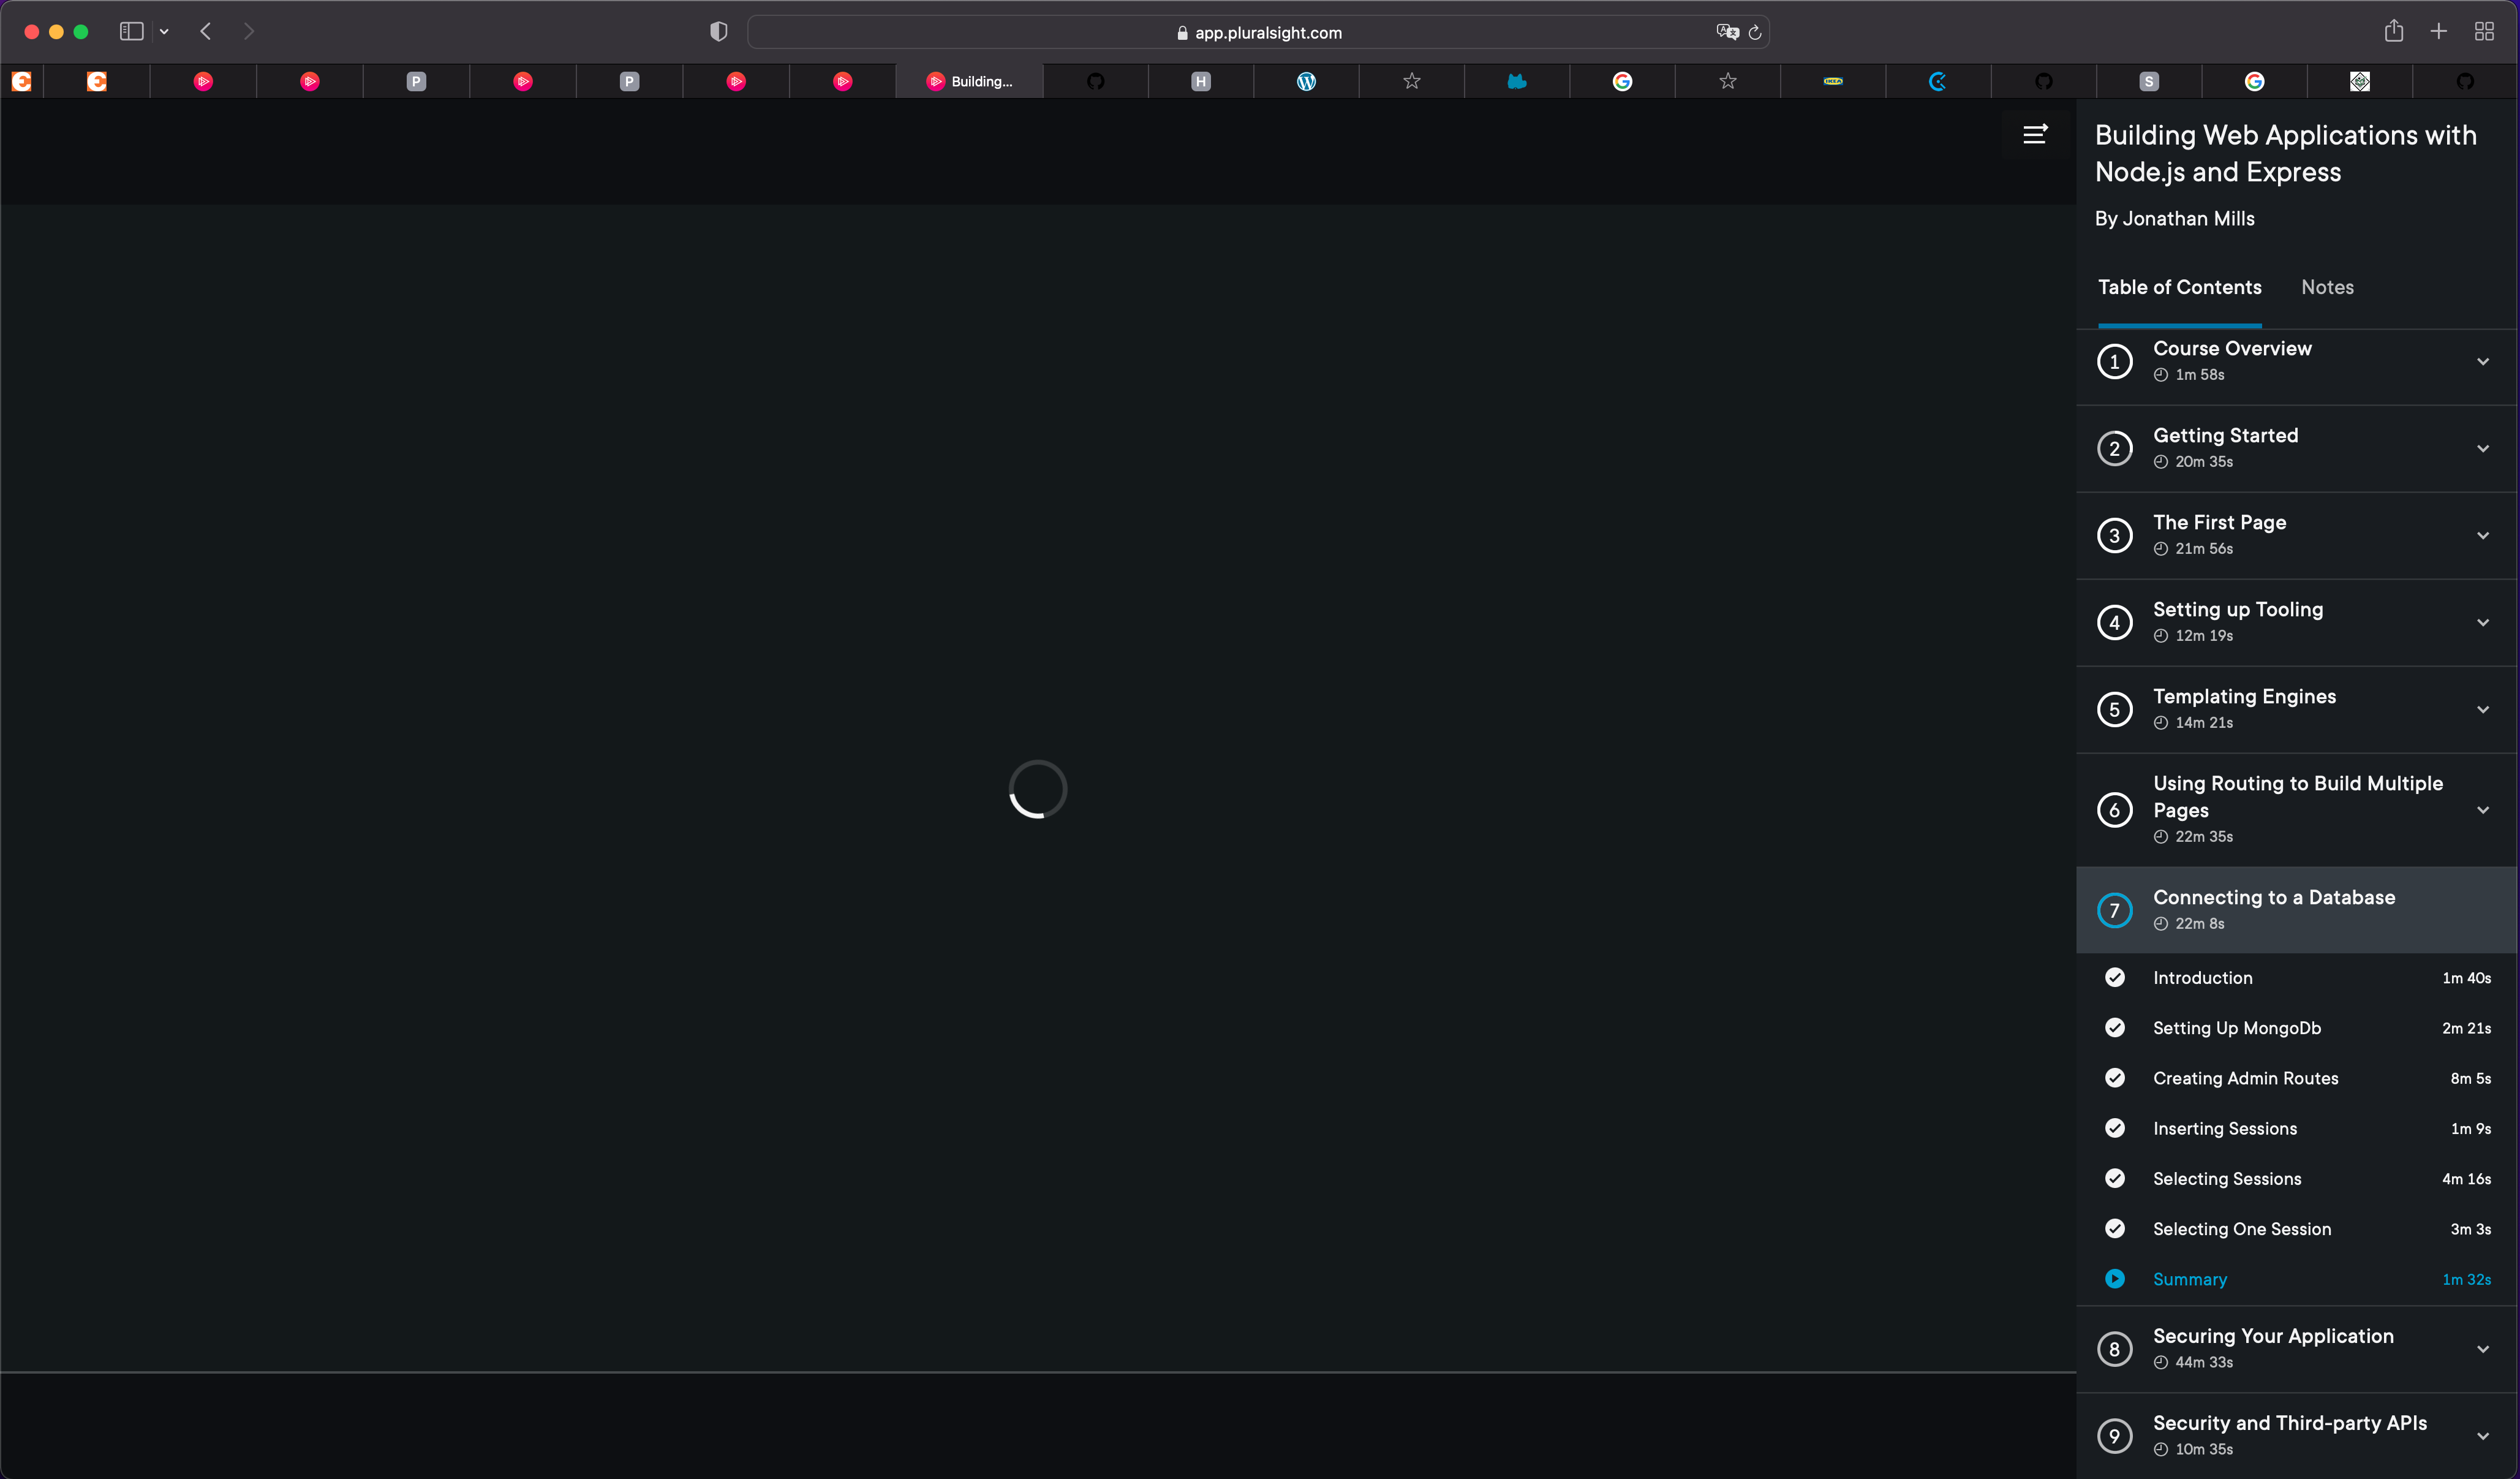 app.pluralsight.com
P
P
Building...
H
S
Building Web Applications with
Node.js and Express
By Jonathan Mills
Table of Contents
Notes
1
Course Overview
1m 58s
2
Getting Started
20m 35s
3
The First Page
21m 56s
4
Setting up Tooling
12m 19s
5
Templating Engines
14m 21s
6
Using Routing to Build Multiple
Pages
22m 35s
7
Connecting to a Database
22m 8s
Introduction 1m 40s
Setting Up MongoDb 2m 21s
Creating Admin Routes 8m 5s
Inserting Sessions 1m 9s
Selecting Sessions 4m 16s
Selecting One Session 3m 3s
Summary 1m 32s
8
Securing Your Application
44m 33s
9
Security and Third-party APIs
10m 35s